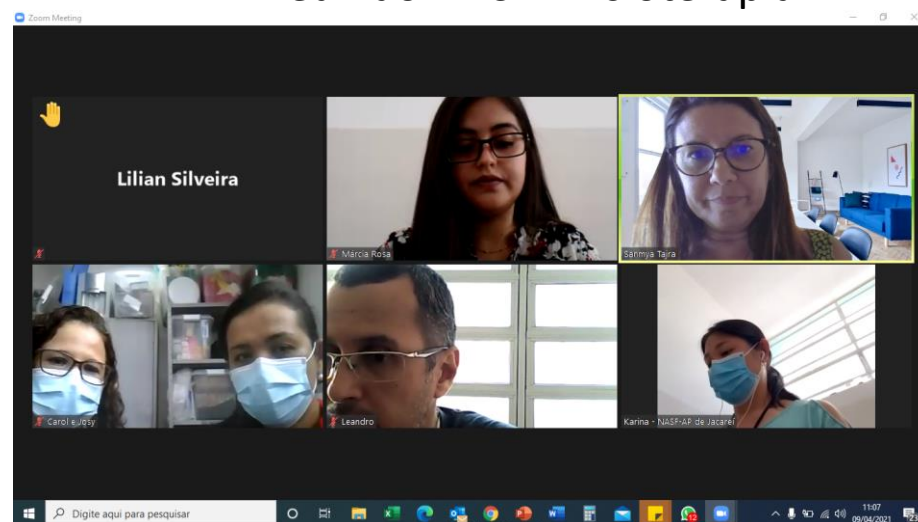 Zoom Meeting
Lilian Silveira
Márcia Rosa
Sanmya Tajra
Carol e Josy
Leandro
Karina - NASF-AP de Jacareí
Digite aqui para pesquisar
11:07
09/04/2021